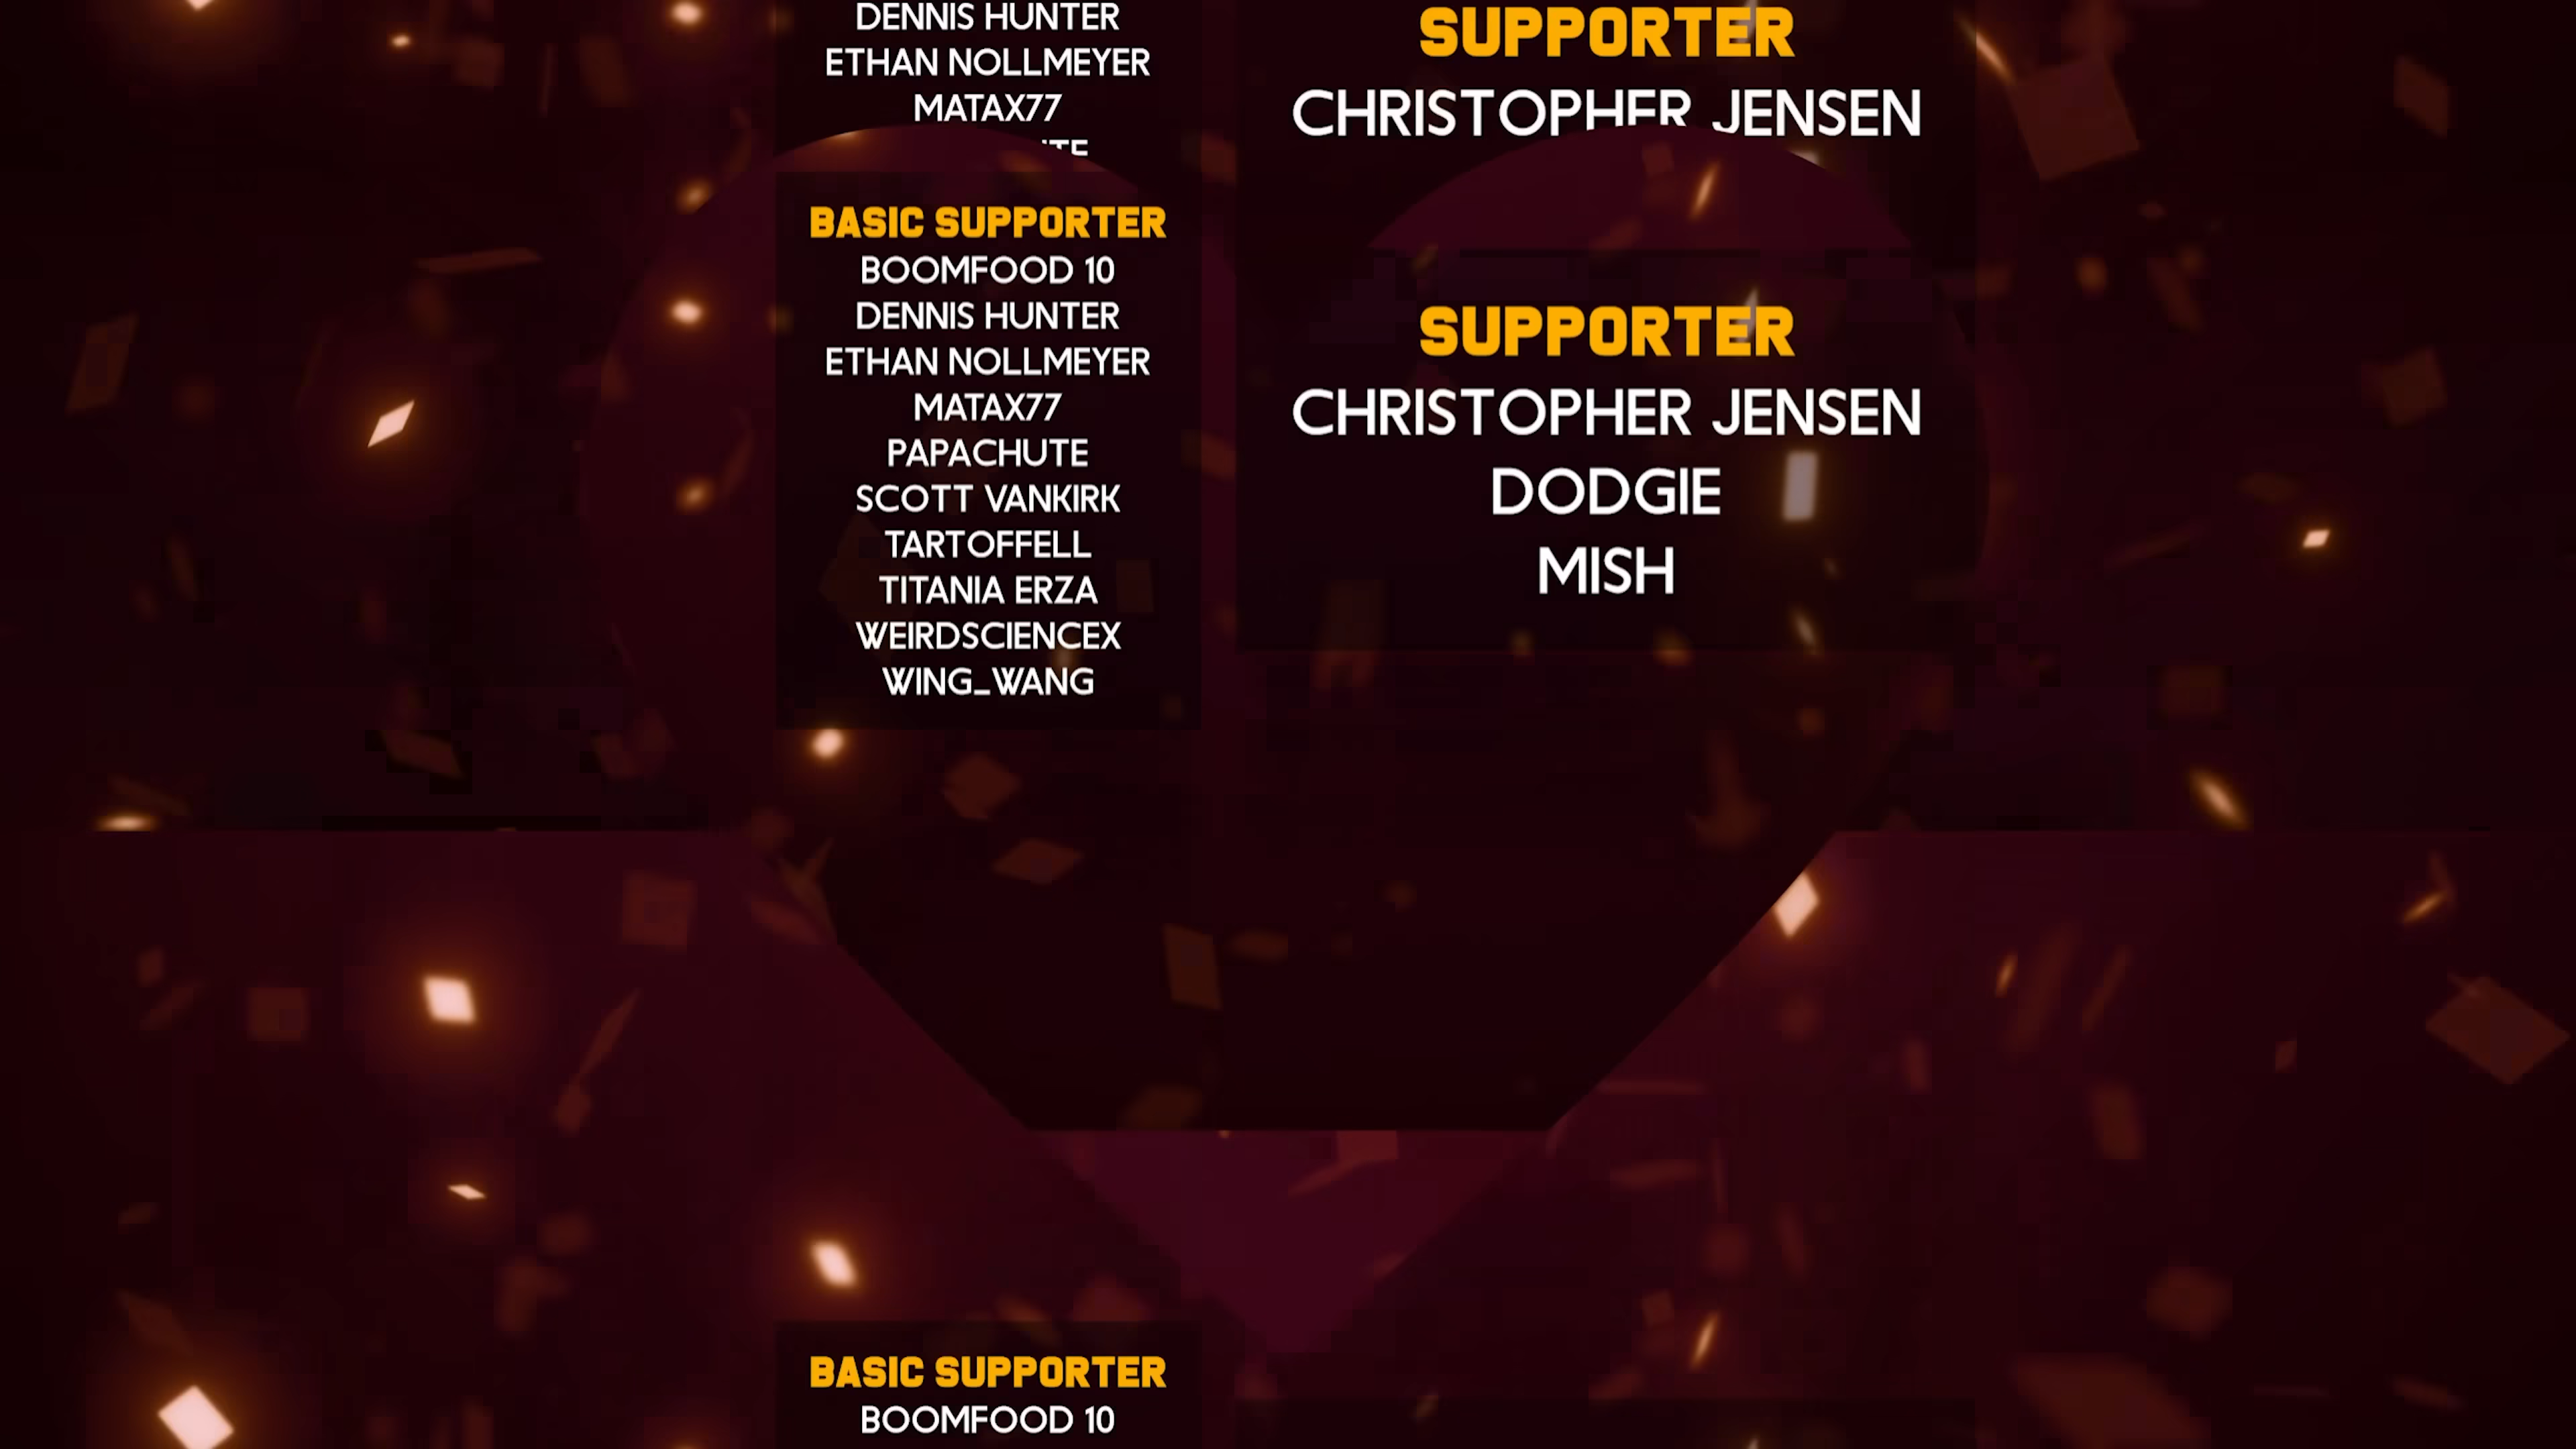 DENNIS HUNTER
ETHAN NOLLMEYER
MATAX77
SUPPORTER
CHRISTOPHER JENSEN
BASIC SUPPORTER
BOOMFOOD 10
DENNIS HUNTER
ETHAN NOLLMEYER
MATAX77
PAPACHUTE
SCOTT VANKIRK
TARTOFFELL
TITANIA ERZA
WEIRDSCIENCEX
WING_WANG
SUPPORTER
CHRISTOPHER JENSEN
DODGIE
MISH
BASIC SUPPORTER
BOOMFOOD 10